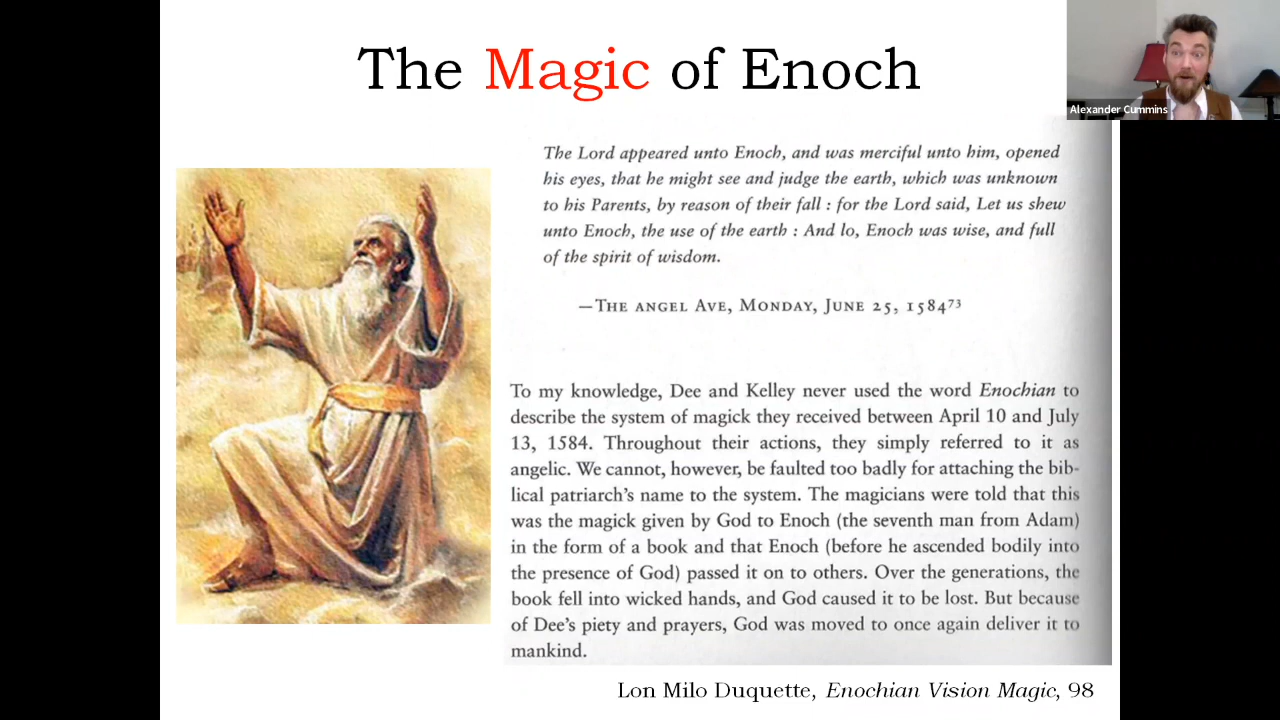 The Magic of Enoch
Alexander Cummins
The Lord appeared unto Enoch, and was merciful unto him, opened
his eyes, that he might see and judge the earth, which was unknown
to his Parents, by reason of their fall : for the Lord said, Let us shew
unto Enoch, the use of the earth : And lo, Enoch was wise, and full
of the spirit of wisdom.
—The angel Ave, Monday, June 25, 1584⁷³
To my knowledge, Dee and Kelley never used the word Enochian to
describe the system of magick they received between April 10 and July
13, 1584. Throughout their actions, they simply referred to it as
angelic. We cannot, however, be faulted too badly for attaching the bib-
lical patriarch's name to the system. The magicians were told that this
was the magick given by God to Enoch (the seventh man from Adam)
in the form of a book and that Enoch (before he ascended bodily into
the presence of God) passed it on to others. Over the generations, the
book fell into wicked hands, and God caused it to be lost. But because
of Dee's piety and prayers, God was moved to once again deliver it to
mankind.
Lon Milo Duquette, Enochian Vision Magic, 98